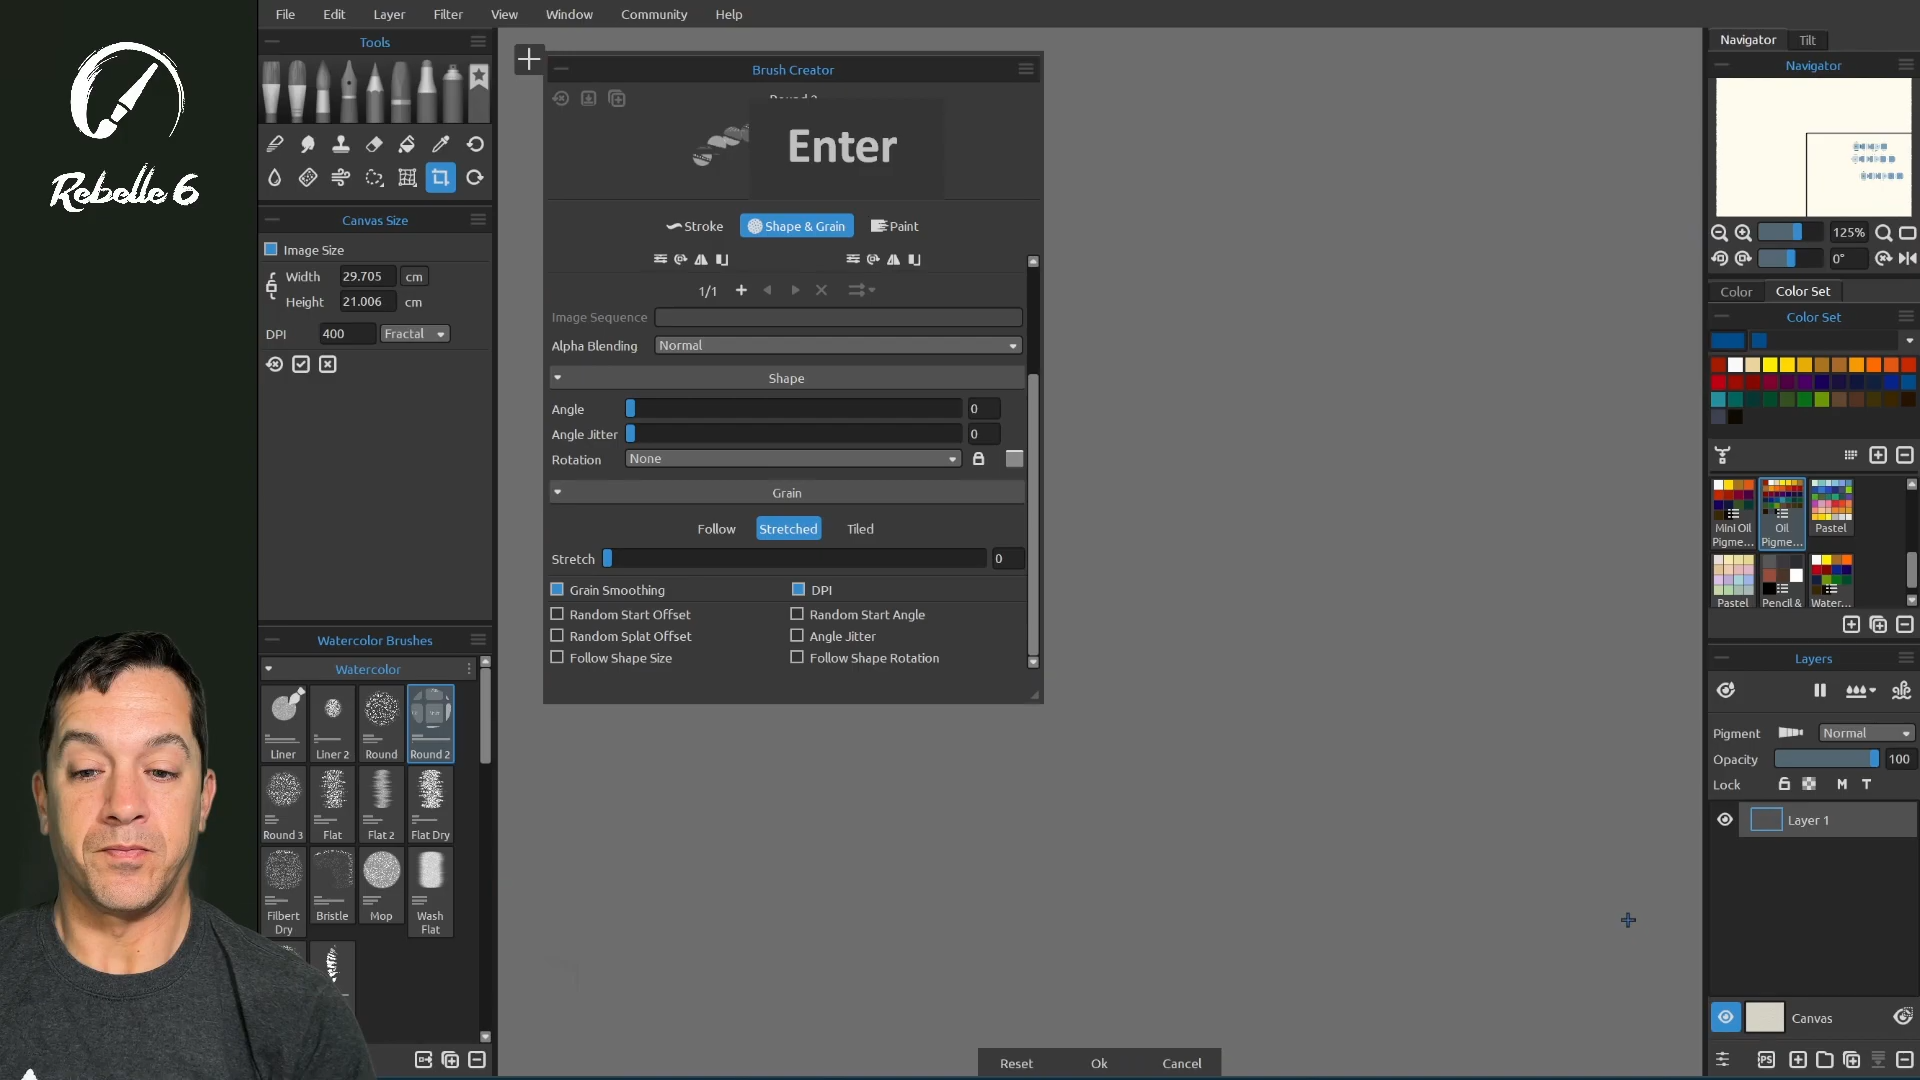 File Edit Layer Filter View Window Community Help
Rebelle 6
Tools
Canvas Size
Image Size
Width 29.705 cm
Height 21.006 cm
DPI 400 Fractal
Watercolor Brushes
Watercolor
Liner Liner 2 Round Round 2
Round 3 Flat Flat 2 Flat Dry
Filbert Dry Bristle Mop Wash Flat
Brush Creator
Enter
Stroke Shape & Grain Paint
1/1
Image Sequence
Alpha Blending Normal
Shape
Angle 0
Angle Jitter 0
Rotation None
Grain
Follow Stretched Tiled
Stretch 0
Grain Smoothing DPI
Random Start Offset Random Start Angle
Random Splat Offset Angle Jitter
Follow Shape Size Follow Shape Rotation
Reset Ok Cancel
Navigator Tilt
Navigator
125%
0°
Color Color Set
Color Set
Mini Oil Pigme... Oil Pigme... Pastel
Pastel Pencil & Water...
Layers
Pigment Normal
Opacity 100
Lock M T
Layer 1
Canvas
PS